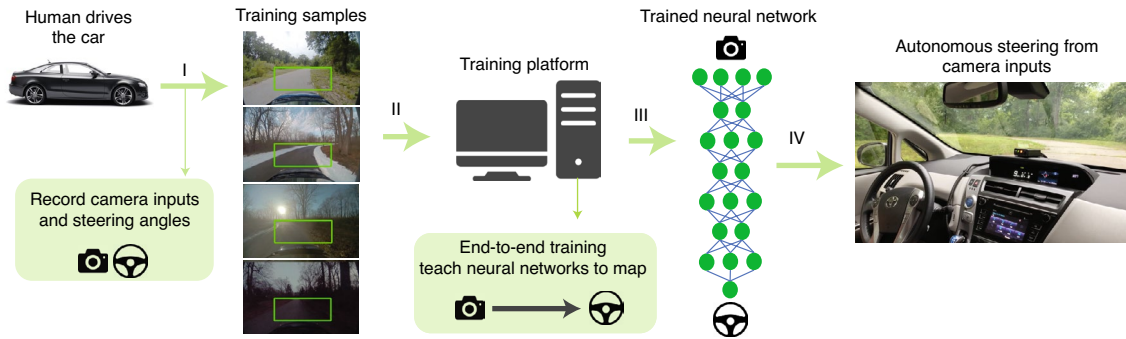 Human drives
the car
I
Training samples
II
Training platform
III
Trained neural network
IV
Autonomous steering from
camera inputs
Record camera inputs
and steering angles
End-to-end training
teach neural networks to map